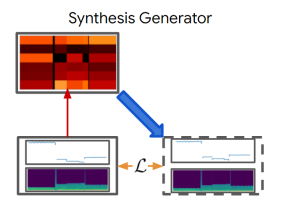 Synthesis Generator
ℒ